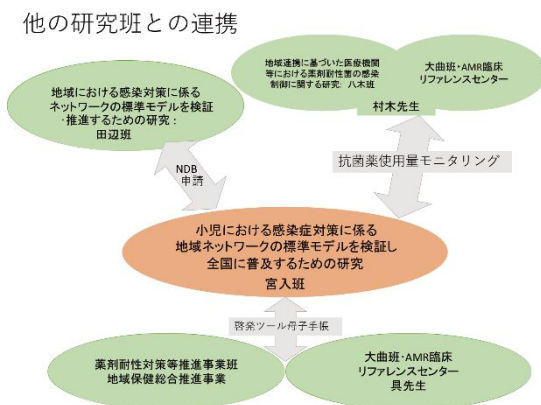 他の研究班との連携
地域連携に基づいた医療機関
等における薬剤耐性菌の感染
制御に関する研究: 八木班
大曲班・AMR臨床
リファレンスセンター
村木先生
地域における感染対策に係る
ネットワークの標準モデルを検証
・推進するための研究:
田辺班
NDB
申請
抗菌薬使用量モニタリング
小児における感染症対策に係る
地域ネットワークの標準モデルを検証し
全国に普及するための研究
宮入班
啓発ツール母子手帳
薬剤耐性対策等推進事業班
地域保健総合推進事業
大曲班・AMR臨床
リファレンスセンター
具先生